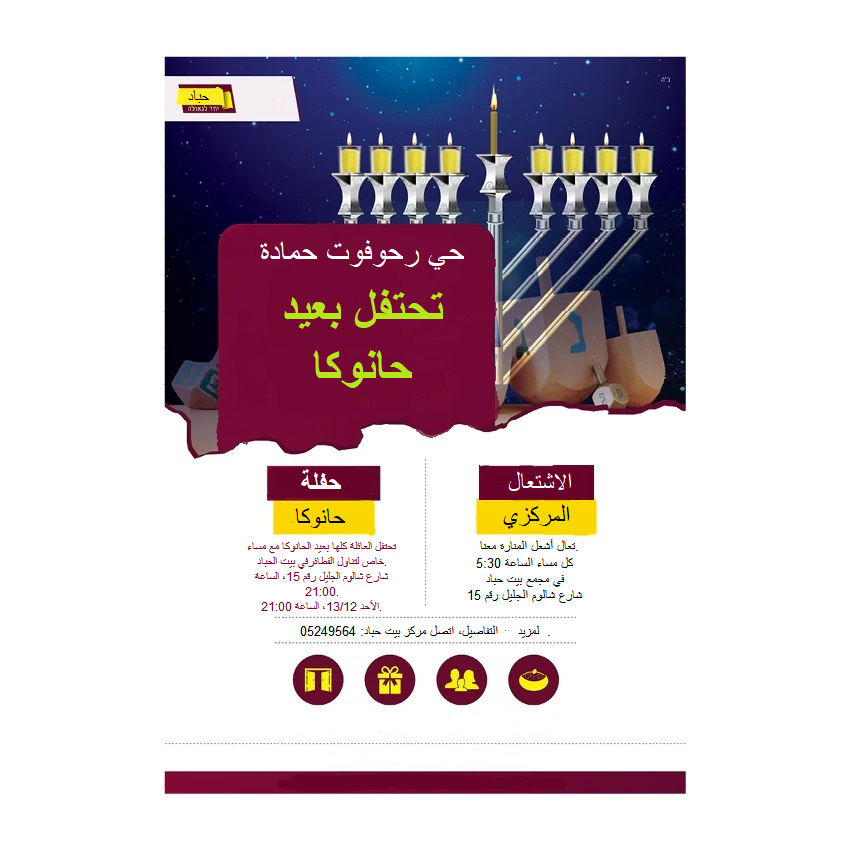 ב"ה
حباد
יחד לגאולה
حي رحوفوت حمادة
تحتفل بعيد
حانوكا
الاشتعال
المركزي
.تعال أشعل المنارة معنا
كل مساء الساعة 5:30
في مجمع بيت حباد
شارع شالوم الجليل رقم 15
حفلة
حانوكا
تحتفل العائلة كلها بعيد الحانوكا مع مساء
.خاص لتناول الفطائرفي بيت الحباد
شارع شالوم الجليل رقم 15، الساعة
21:00.
.الأحد 13/12، الساعة 21:00
لمزيد التفاصيل، اتصل مركز بيت حباد: 05249564 .